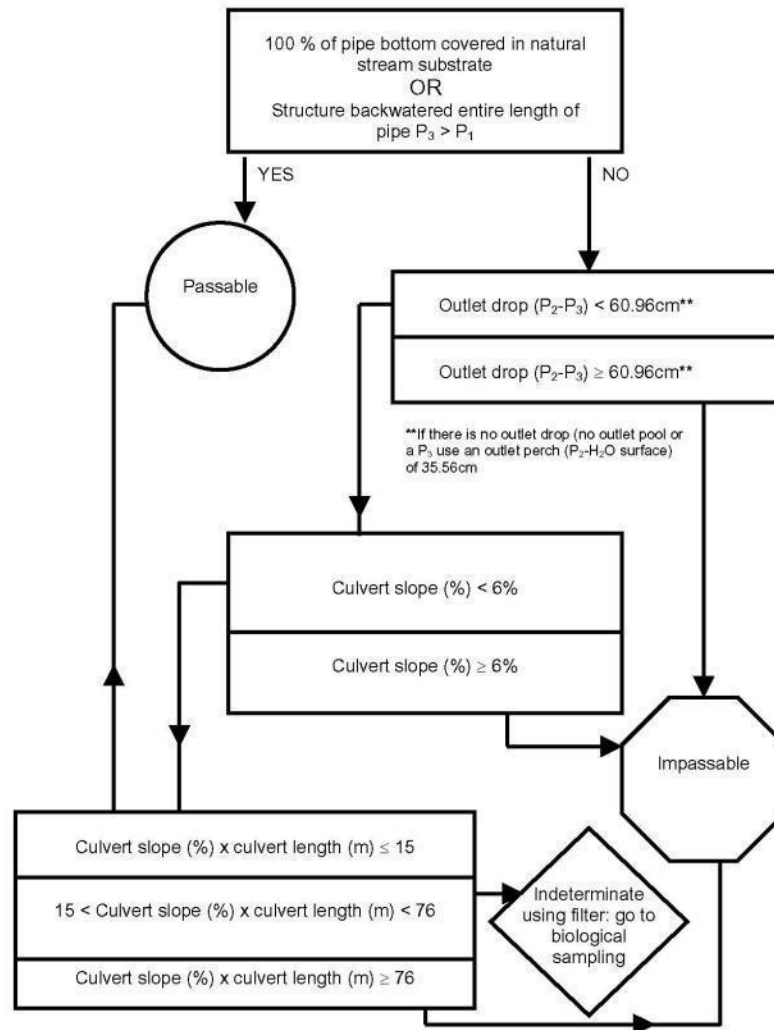 100 % of pipe bottom covered in natural
stream substrate
OR
Structure backwatered entire length of
pipe P₃ > P₁
YES
NO
Passable
Outlet drop (P₂-P₃) < 60.96cm**
Outlet drop (P₂-P₃) ≥ 60.96cm**
**If there is no outlet drop (no outlet pool or
a P₃ use an outlet perch (P₂-H₂O surface)
of 35.56cm
Culvert slope (%) < 6%
Culvert slope (%) ≥ 6%
Impassable
Culvert slope (%) x culvert length (m) ≤ 15
15 < Culvert slope (%) x culvert length (m) < 76
Culvert slope (%) x culvert length (m) ≥ 76
Indeterminate
using filter: go to
biological
sampling